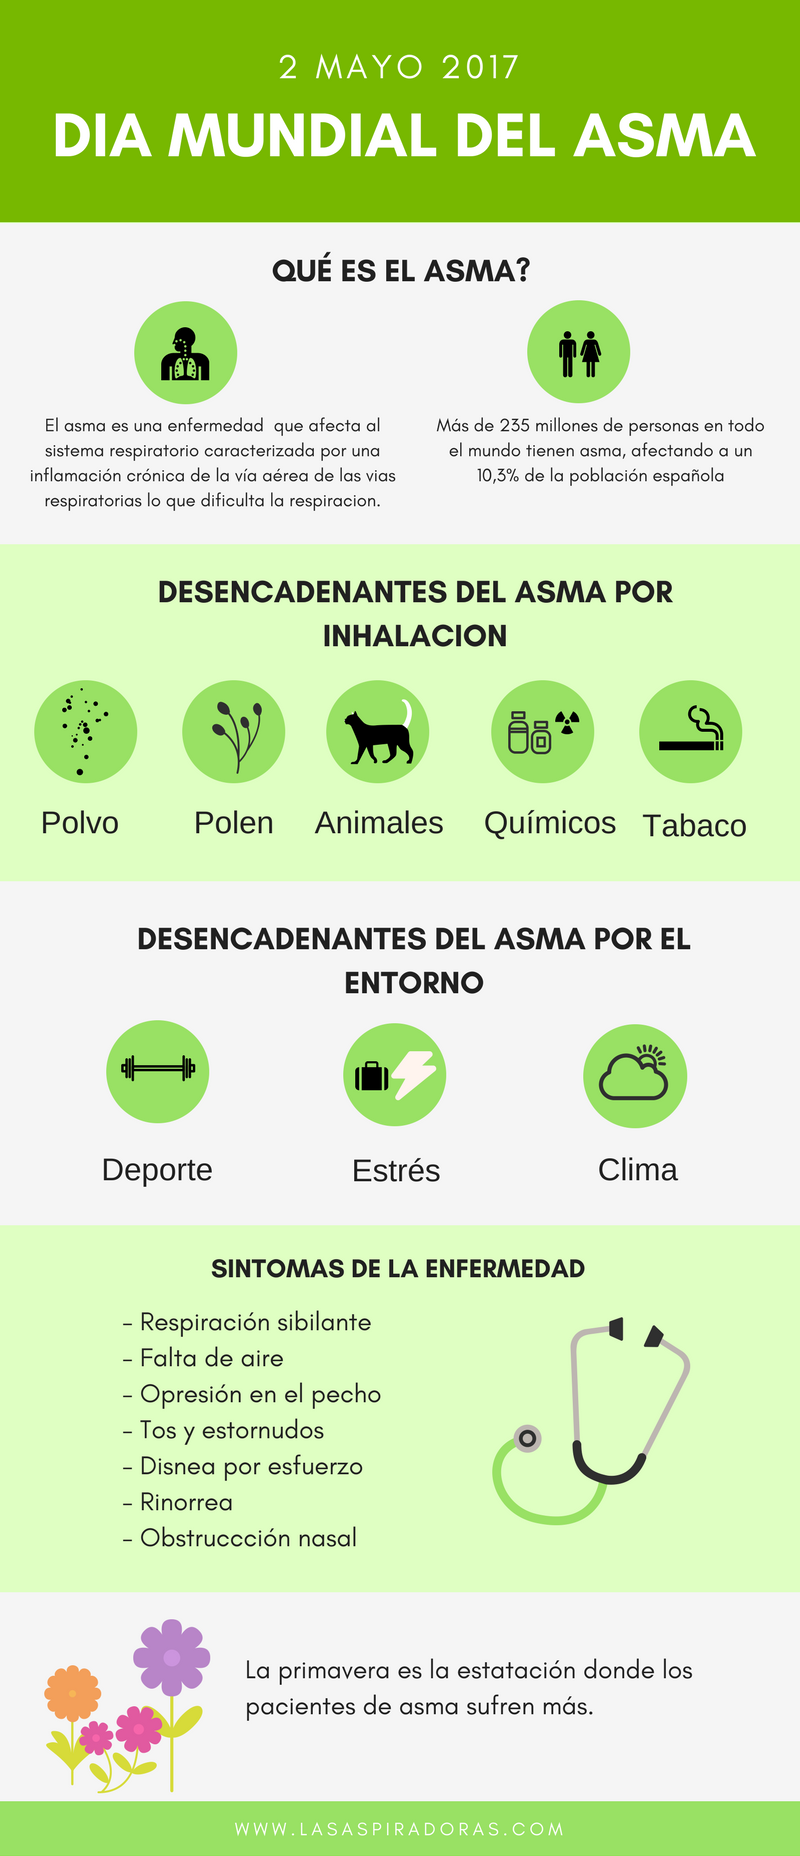 2 MAYO 2017
DIA MUNDIAL DEL ASMA
QUÉ ES EL ASMA?
El asma es una enfermedad que afecta al
sistema respiratorio caracterizada por una
inflamación crónica de la vía aérea de las vias
respiratorias lo que dificulta la respiracion.
Más de 235 millones de personas en todo
el mundo tienen asma, afectando a un
10,3% de la población española
DESENCADENANTES DEL ASMA POR
INHALACION
Polvo
Polen
Animales
Químicos
Tabaco
DESENCADENANTES DEL ASMA POR EL
ENTORNO
Deporte
Estrés
Clima
SINTOMAS DE LA ENFERMEDAD
- Respiración sibilante
- Falta de aire
- Opresión en el pecho
- Tos y estornudos
- Disnea por esfuerzo
- Rinorrea
- Obstruccción nasal
La primavera es la estatación donde los
pacientes de asma sufren más.
WWW.LASASPIRADORAS.COM